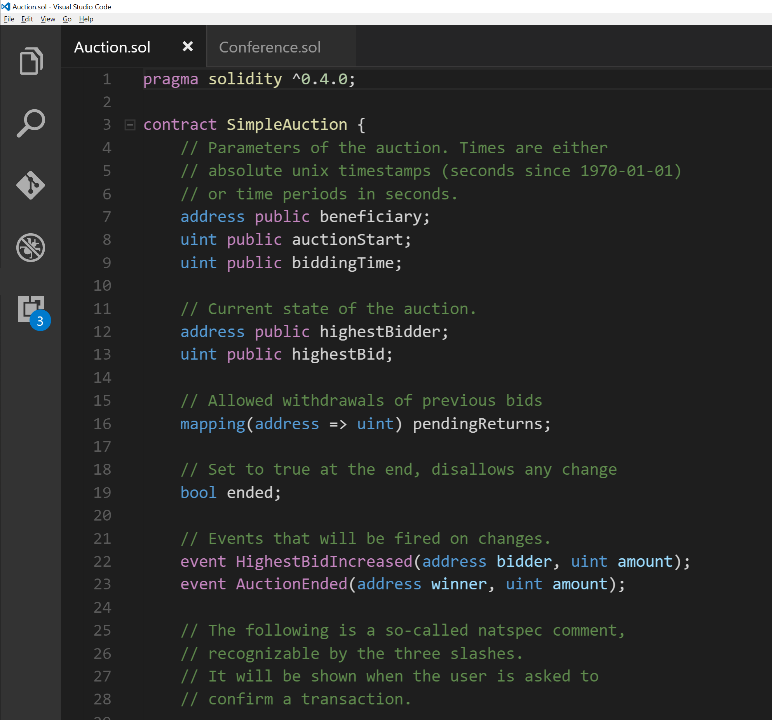 Auction.sol - Visual Studio Code
File Edit View Go Help
Auction.sol × Conference.sol
1 pragma solidity ^0.4.0;
2
3 contract SimpleAuction {
4 // Parameters of the auction. Times are either
5 // absolute unix timestamps (seconds since 1970-01-01)
6 // or time periods in seconds.
7 address public beneficiary;
8 uint public auctionStart;
9 uint public biddingTime;
10
11 // Current state of the auction.
12 address public highestBidder;
13 uint public highestBid;
14
15 // Allowed withdrawals of previous bids
16 mapping(address => uint) pendingReturns;
17
18 // Set to true at the end, disallows any change
19 bool ended;
20
21 // Events that will be fired on changes.
22 event HighestBidIncreased(address bidder, uint amount);
23 event AuctionEnded(address winner, uint amount);
24
25 // The following is a so-called natspec comment,
26 // recognizable by the three slashes.
27 // It will be shown when the user is asked to
28 // confirm a transaction.
3